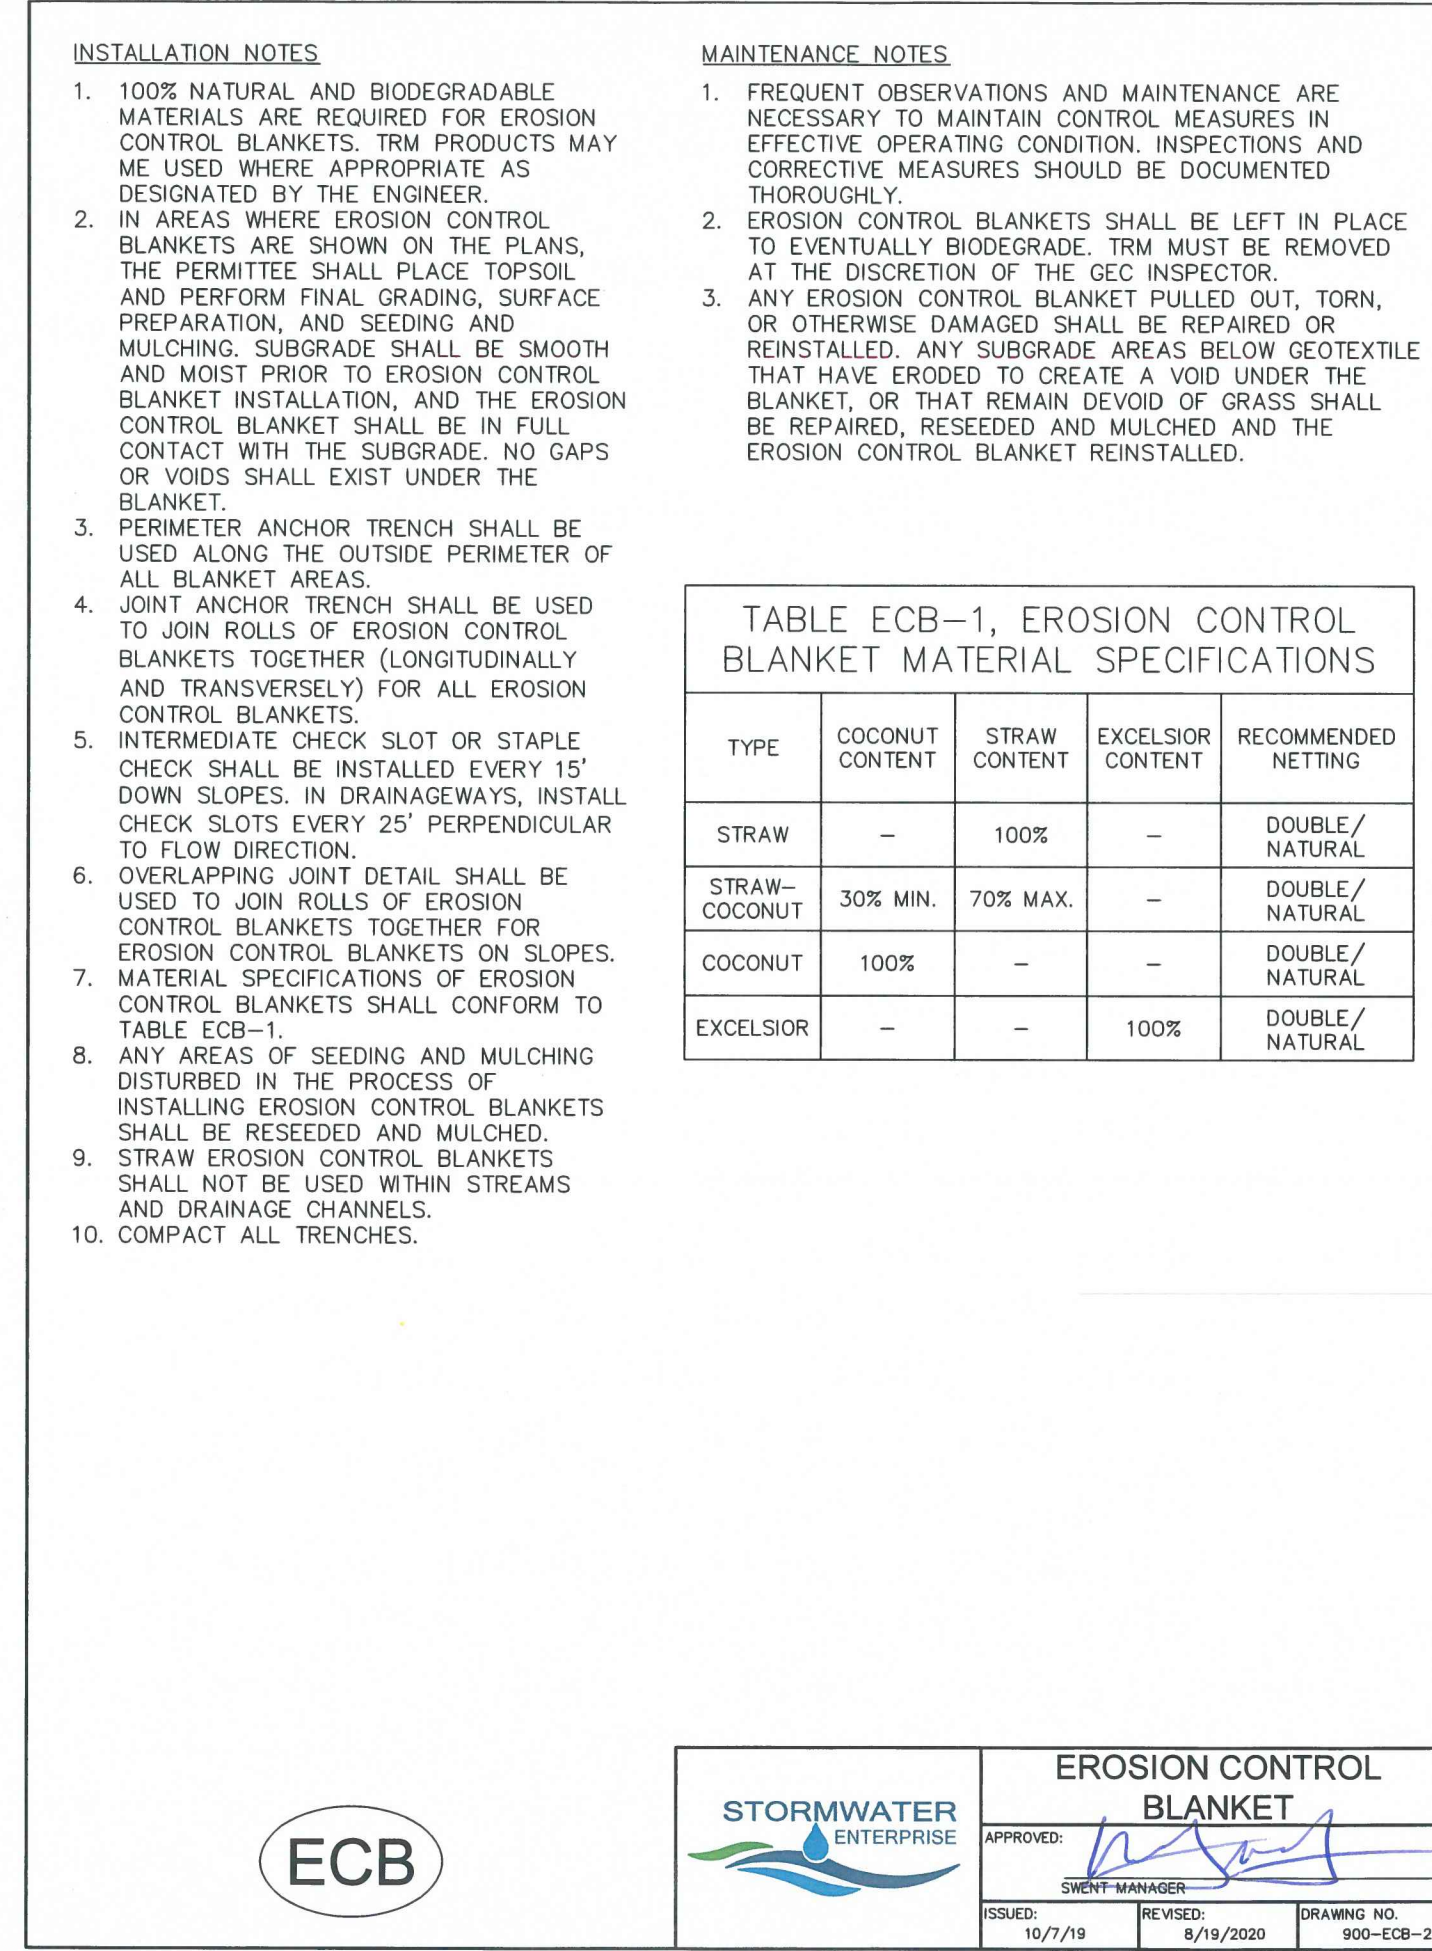 INSTALLATION NOTES
1. 100% NATURAL AND BIODEGRADABLE
MATERIALS ARE REQUIRED FOR EROSION
CONTROL BLANKETS. TRM PRODUCTS MAY
ME USED WHERE APPROPRIATE AS
DESIGNATED BY THE ENGINEER.
2. IN AREAS WHERE EROSION CONTROL
BLANKETS ARE SHOWN ON THE PLANS,
THE PERMITTEE SHALL PLACE TOPSOIL
AND PERFORM FINAL GRADING, SURFACE
PREPARATION, AND SEEDING AND
MULCHING. SUBGRADE SHALL BE SMOOTH
AND MOIST PRIOR TO EROSION CONTROL
BLANKET INSTALLATION, AND THE EROSION
CONTROL BLANKET SHALL BE IN FULL
CONTACT WITH THE SUBGRADE. NO GAPS
OR VOIDS SHALL EXIST UNDER THE
BLANKET.
3. PERIMETER ANCHOR TRENCH SHALL BE
USED ALONG THE OUTSIDE PERIMETER OF
ALL BLANKET AREAS.
4. JOINT ANCHOR TRENCH SHALL BE USED
TO JOIN ROLLS OF EROSION CONTROL
BLANKETS TOGETHER (LONGITUDINALLY
AND TRANSVERSELY) FOR ALL EROSION
CONTROL BLANKETS.
5. INTERMEDIATE CHECK SLOT OR STAPLE
CHECK SHALL BE INSTALLED EVERY 15'
DOWN SLOPES. IN DRAINAGEWAYS, INSTALL
CHECK SLOTS EVERY 25' PERPENDICULAR
TO FLOW DIRECTION.
6. OVERLAPPING JOINT DETAIL SHALL BE
USED TO JOIN ROLLS OF EROSION
CONTROL BLANKETS TOGETHER FOR
EROSION CONTROL BLANKETS ON SLOPES.
7. MATERIAL SPECIFICATIONS OF EROSION
CONTROL BLANKETS SHALL CONFORM TO
TABLE ECB-1.
8. ANY AREAS OF SEEDING AND MULCHING
DISTURBED IN THE PROCESS OF
INSTALLING EROSION CONTROL BLANKETS
SHALL BE RESEEDED AND MULCHED.
9. STRAW EROSION CONTROL BLANKETS
SHALL NOT BE USED WITHIN STREAMS
AND DRAINAGE CHANNELS.
10. COMPACT ALL TRENCHES.
MAINTENANCE NOTES
1. FREQUENT OBSERVATIONS AND MAINTENANCE ARE
NECESSARY TO MAINTAIN CONTROL MEASURES IN
EFFECTIVE OPERATING CONDITION. INSPECTIONS AND
CORRECTIVE MEASURES SHOULD BE DOCUMENTED
THOROUGHLY.
2. EROSION CONTROL BLANKETS SHALL BE LEFT IN PLACE
TO EVENTUALLY BIODEGRADE. TRM MUST BE REMOVED
AT THE DISCRETION OF THE GEC INSPECTOR.
3. ANY EROSION CONTROL BLANKET PULLED OUT, TORN,
OR OTHERWISE DAMAGED SHALL BE REPAIRED OR
REINSTALLED. ANY SUBGRADE AREAS BELOW GEOTEXTILE
THAT HAVE ERODED TO CREATE A VOID UNDER THE
BLANKET, OR THAT REMAIN DEVOID OF GRASS SHALL
BE REPAIRED, RESEEDED AND MULCHED AND THE
EROSION CONTROL BLANKET REINSTALLED.
TABLE ECB-1, EROSION CONTROL
BLANKET MATERIAL SPECIFICATIONS
TYPE COCONUT CONTENT STRAW CONTENT EXCELSIOR CONTENT RECOMMENDED NETTING
STRAW - 100% - DOUBLE/ NATURAL
STRAW-COCONUT 30% MIN. 70% MAX. - DOUBLE/ NATURAL
COCONUT 100% - - DOUBLE/ NATURAL
EXCELSIOR - - 100% DOUBLE/ NATURAL
ECB
STORMWATER
ENTERPRISE
EROSION CONTROL
BLANKET
APPROVED:
SWENT MANAGER
ISSUED: 10/7/19
REVISED: 8/19/2020
DRAWING NO. 900-ECB-2